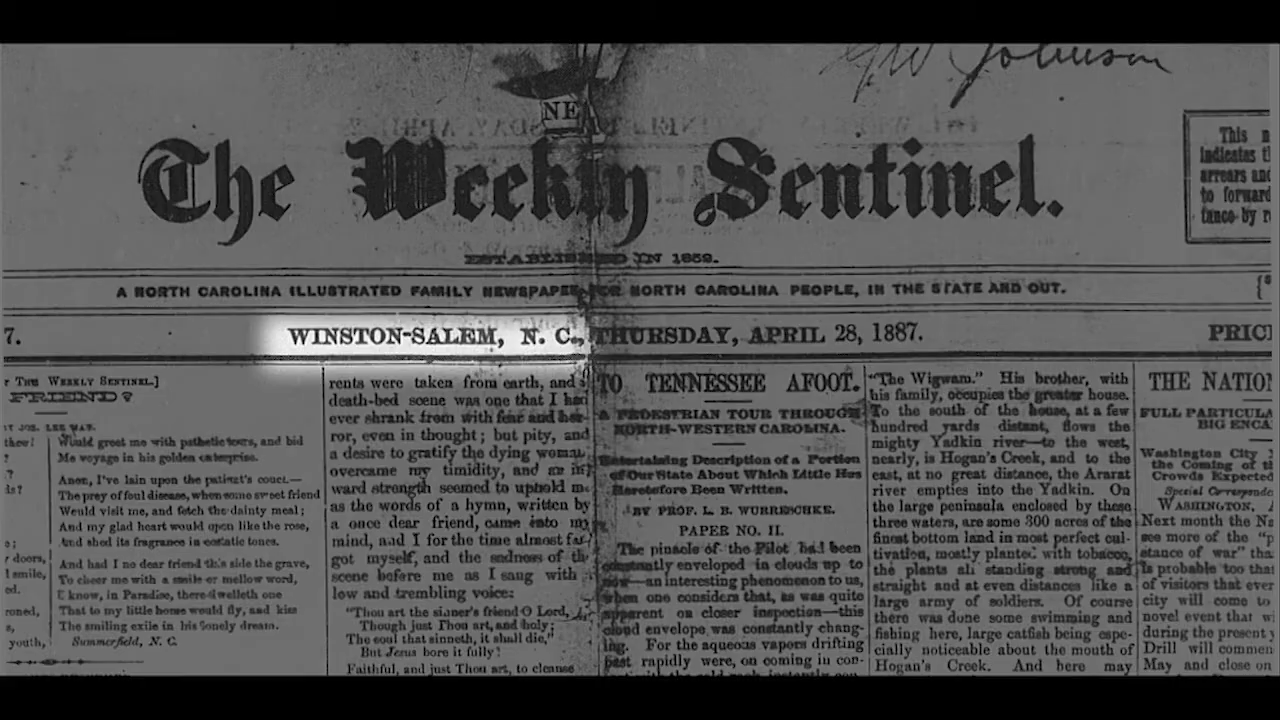 G W Johnson
NE
The Weekly Sentinel.
ESTABLISHED IN 1852.
This n
indicates t
arrears and
to forward
tance by r
A NORTH CAROLINA ILLUSTRATED FAMILY NEWSPAPER FOR NORTH CAROLINA PEOPLE, IN THE STATE AND OUT.
7.
WINSTON-SALEM, N. C., THURSDAY, APRIL 28, 1887.
PRICE
r THE WEEKLY SENTINEL.]
FRIEND?
BY JOS. LEE MAY.
thee!
?
ds?
doors,
smile,
ed.
roned,
s,
youth,
Would greet me with pathetic tears, and bid
Me voyage in his golden enterprise.
Anon, I've lain upon the patient's couch—
The prey of foul disease, when some sweet friend
Would visit me, and fetch the dainty meal;
And my glad heart would open like the rose,
And shed its fragrance in ecstatic tones.
And had I no dear friend this side the grave,
To cheer me with a smile or mellow word,
I know, in Paradise, there dwelleth one
That to my little home would fly, and kiss
The smiling exile in his lonely dream.
Summerfield, N. C.
rents were taken from earth, and a
death-bed scene was one that I had
ever shrank from with fear and hor-
ror, even in thought; but pity, and
a desire to gratify the dying woman
overcame my timidity, and an in-
ward strength seemed to uphold me
as the words of a hymn, written by
a once dear friend, came into my
mind, and I for the time almost for-
got myself, and the sadness of the
scene before me as I sang with
low and trembling voice:
"Thou art the sinner's friend O Lord,
Though just Thou art, and holy;
The soul that sinneth, it shall die,"
But Jesus bore it fully!
Faithful, and just Thou art, to cleanse
TO TENNESSEE AFOOT.
A PEDESTRIAN TOUR THROUGH
NORTH-WESTERN CAROLINA.
Entertaining Description of a Portion
of Our State About Which Little Has
Heretofore Been Written.
BY PROF. L. B. WURRESCHKE.
PAPER NO. II.
The pinacle of the Pilot had been
constantly enveloped in clouds up to
now—an interesting phenomenon to us,
when one considers that, as was quite
apparent on closer inspection—this
cloud envelope was constantly chang-
ing. For the aqueous vapors drifting
past rapidly were, on coming in con-
"The Wigwam." His brother, with
his family, occupies the greater house.
To the south of the house, at a few
hundred yards distant, flows the
mighty Yadkin river—to the west,
nearly, is Hogan's Creek, and to the
east, at no great distance, the Ararat
river empties into the Yadkin. On
the large peninsula enclosed by these
three waters, are some 300 acres of the
finest bottom land in most perfect cul-
tivation, mostly planted with tobacco,
the plants all standing strong and
straight and at even distances like a
large army of soldiers. Of course
there was done some swimming and
fishing here, large catfish being espe-
cially noticeable about the mouth of
Hogan's Creek. And here may
THE NATION
FULL PARTICULA
BIG ENCA
Washington City
the Coming of t
Crowds Expected
Special Corresponde
WASHINGTON, A
Next month the Na
see more of the "p
stance of war" tha
Is probable too that
of visitors that ever
city will come to
novel event that w
during the present y
Drill will commen
May and close on